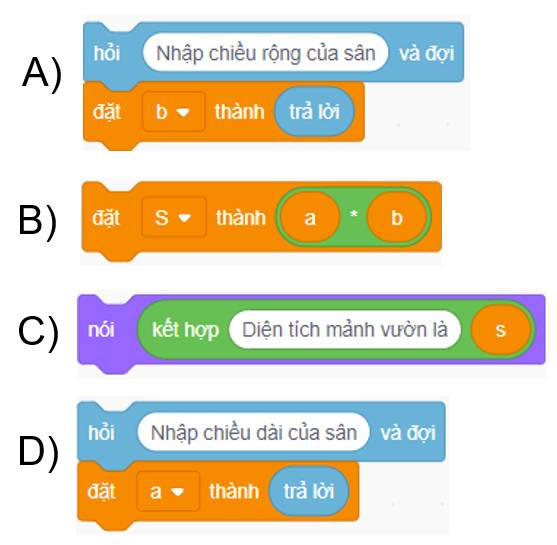 A) hỏi Nhập chiều rộng của sân và đợi
đặt b thành trả lời
B) đặt S thành a * b
C) nói kết hợp Diện tích mảnh vườn là s
D) hỏi Nhập chiều dài của sân và đợi
đặt a thành trả lời